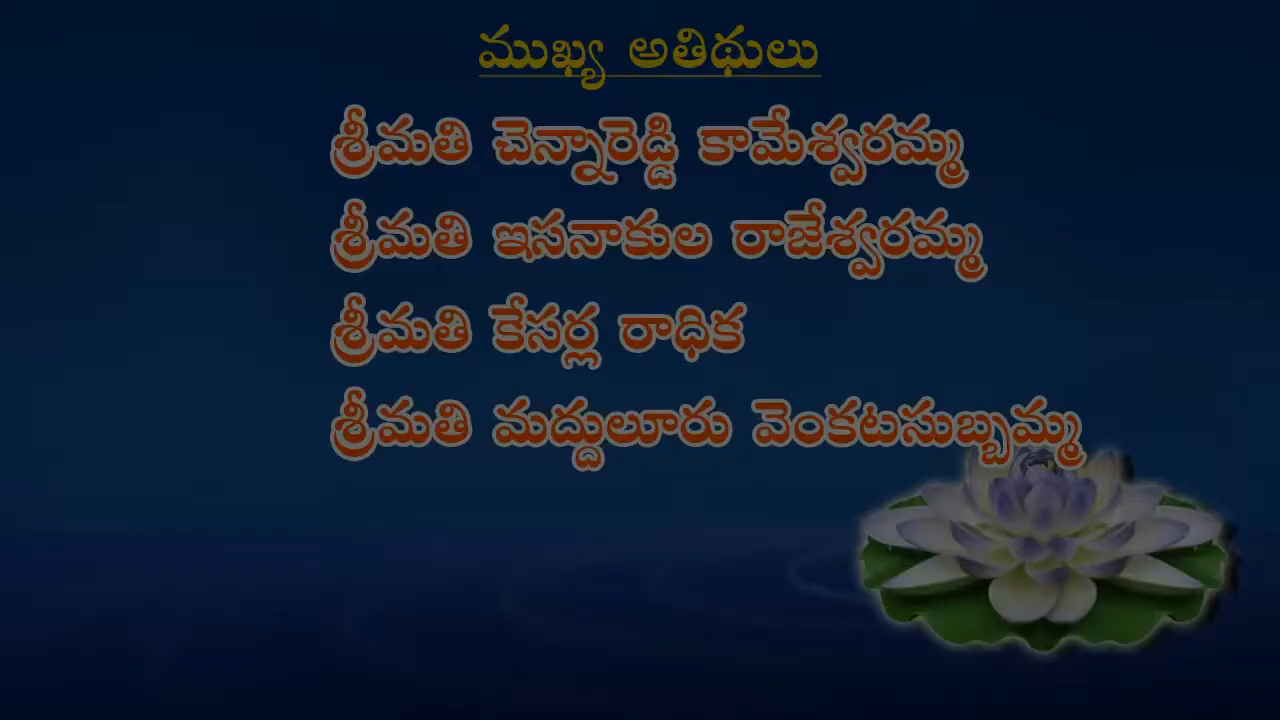 ముఖ్య అతిథులు
శ్రీమతి చెన్నారెడ్డి కామేశ్వరమ్మ
శ్రీమతి ఇసనాకుల రాజేశ్వరమ్మ
శ్రీమతి కేసర్ల రాధిక
శ్రీమతి మద్దులూరు వెంకటసుబ్బమ్మ